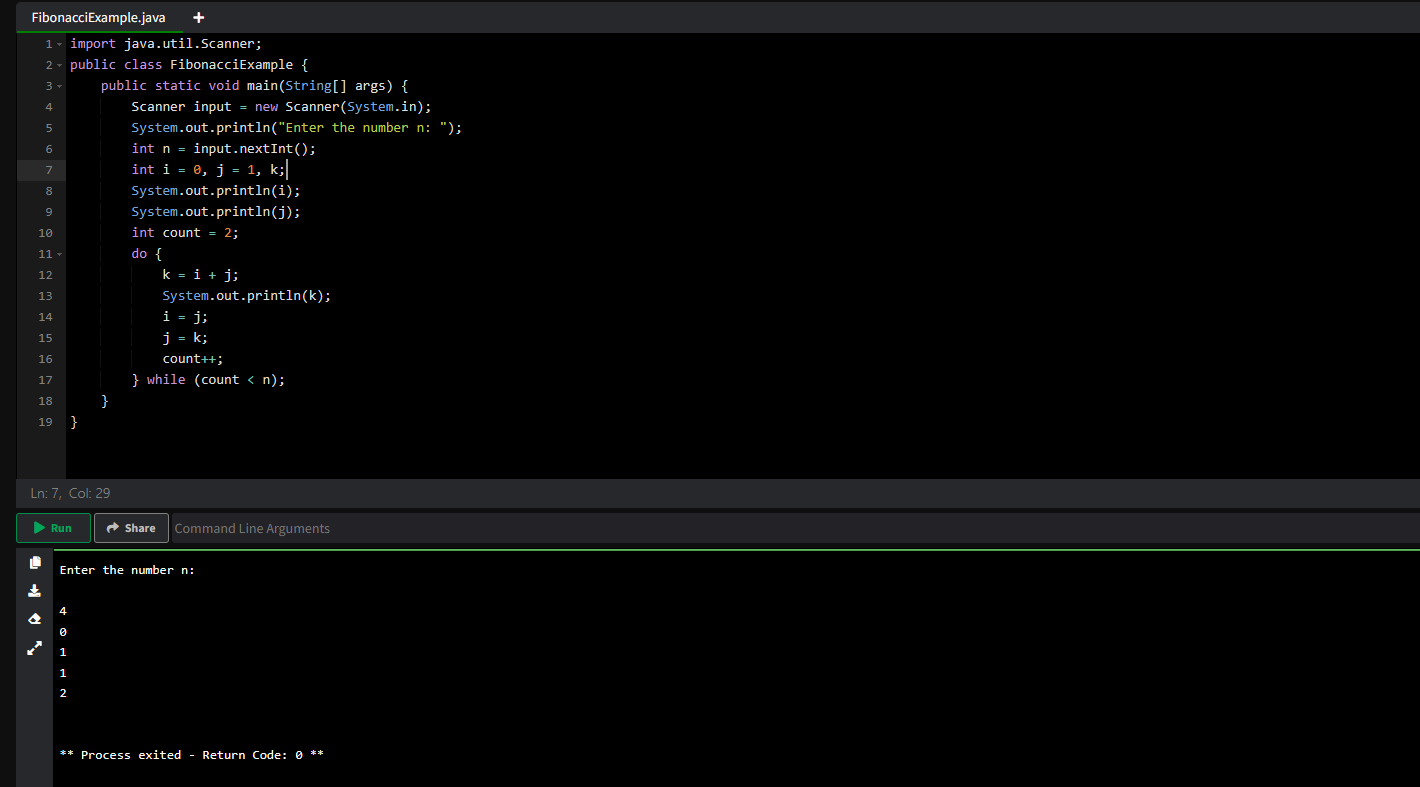 FibonacciExample.java +
1 import java.util.Scanner;
2 public class FibonacciExample {
3     public static void main(String[] args) {
4         Scanner input = new Scanner(System.in);
5         System.out.println("Enter the number n: ");
6         int n = input.nextInt();
7         int i = 0, j = 1, k;
8         System.out.println(i);
9         System.out.println(j);
10         int count = 2;
11         do {
12             k = i + j;
13             System.out.println(k);
14             i = j;
15             j = k;
16             count++;
17         } while (count < n);
18     }
19 }
Ln: 7, Col: 29
Run Share Command Line Arguments
Enter the number n:
4
0
1
1
2
** Process exited - Return Code: 0 **